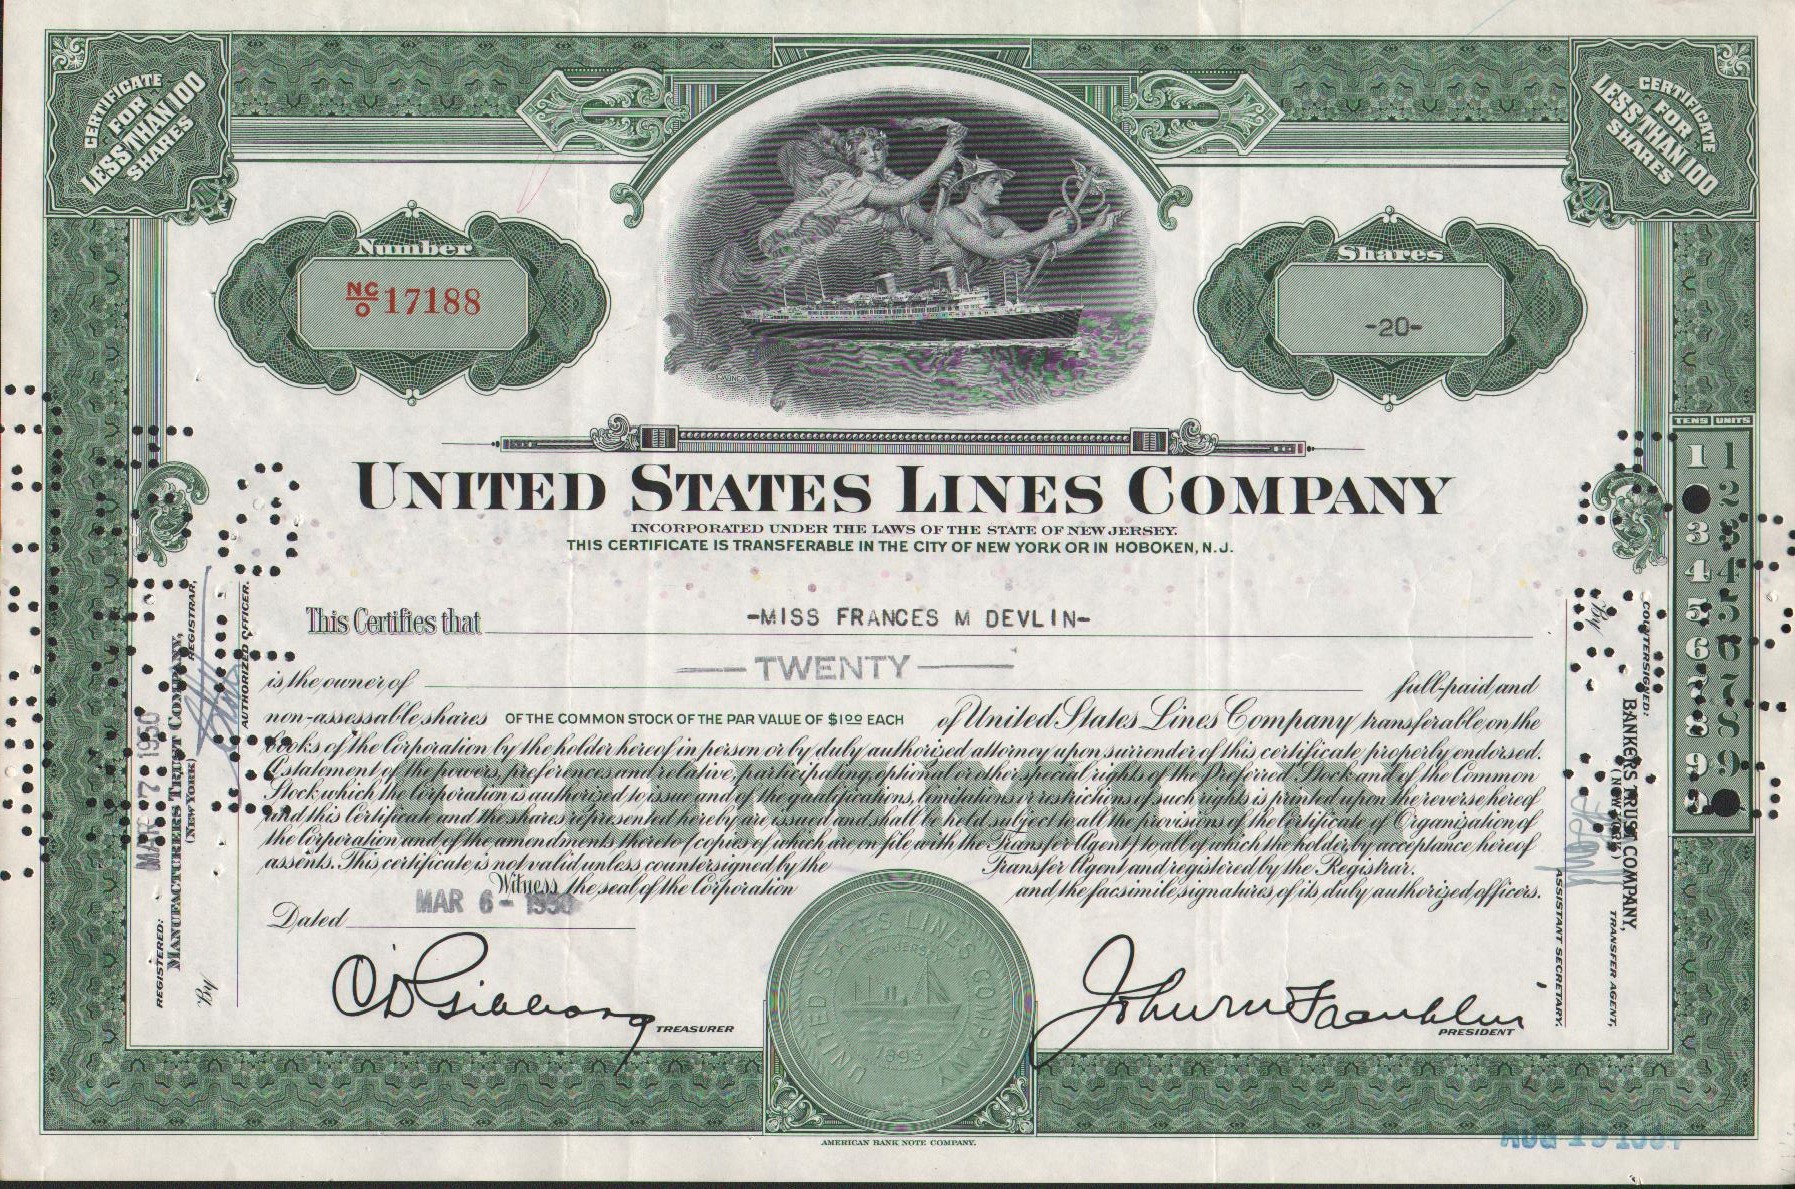 CERTIFICATE
FOR
LESS THAN 100
SHARES
CERTIFICATE
FOR
LESS THAN 100
SHARES
Number
NC/O 17188
Shares
-20-
UNITED STATES LINES COMPANY
INCORPORATED UNDER THE LAWS OF THE STATE OF NEW JERSEY.
THIS CERTIFICATE IS TRANSFERABLE IN THE CITY OF NEW YORK OR IN HOBOKEN, N.J.
This Certifies that -MISS FRANCES M DEVLIN-
TWENTY
is the owner of full-paid and
non-assessable shares OF THE COMMON STOCK OF THE PAR VALUE OF $1.00 EACH of United States Lines Company transferable on the
books of the Corporation by the holder hereof in person or by duly authorized attorney upon surrender of this certificate properly endorsed.
A statement of the powers, preferences and relative, participating, optional or other special rights of the Preferred Stock and of the Common
Stock which the Corporation is authorized to issue and of the qualifications, limitations or restrictions of such rights is printed upon the reverse hereof
and this Certificate and the shares represented hereby are issued and shall be held subject to all the provisions of the Certificate of Organization of
the Corporation and of the amendments thereto (copies of which are on file with the Transfer Agent) to all of which the holder, by acceptance hereof
assents. This certificate is not valid unless countersigned by the Transfer Agent and registered by the Registrar.
Witness the seal of the Corporation and the facsimile signatures of its duly authorized officers.
COMMON
Dated MAR 6 - 1950
TREASURER
John M Franklin
PRESIDENT
UNITED STATES LINES COMPANY
1893
AMERICAN BANK NOTE COMPANY.
REGISTERED: MAR 7 1950
MANUFACTURERS TRUST COMPANY,
(NEW YORK) REGISTRAR,
By
AUTHORIZED OFFICER.
COUNTERSIGNED:
BANKERS TRUST COMPANY,
(NEW YORK) TRANSFER AGENT,
By
ASSISTANT SECRETARY.
TENS UNITS
1 1
2
3 3
4 4
5 5
6 6
7 7
8 8
9 9